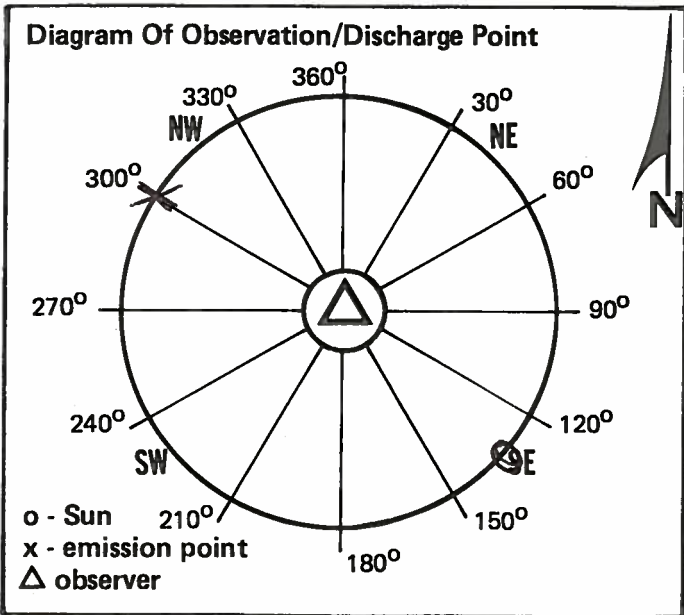 Diagram Of Observation/Discharge Point
360°
330°
30°
NW
NE
300°
60°
N
270°
90°
240°
120°
SW
SE
o - Sun
210°
150°
x - emission point
180°
△ observer